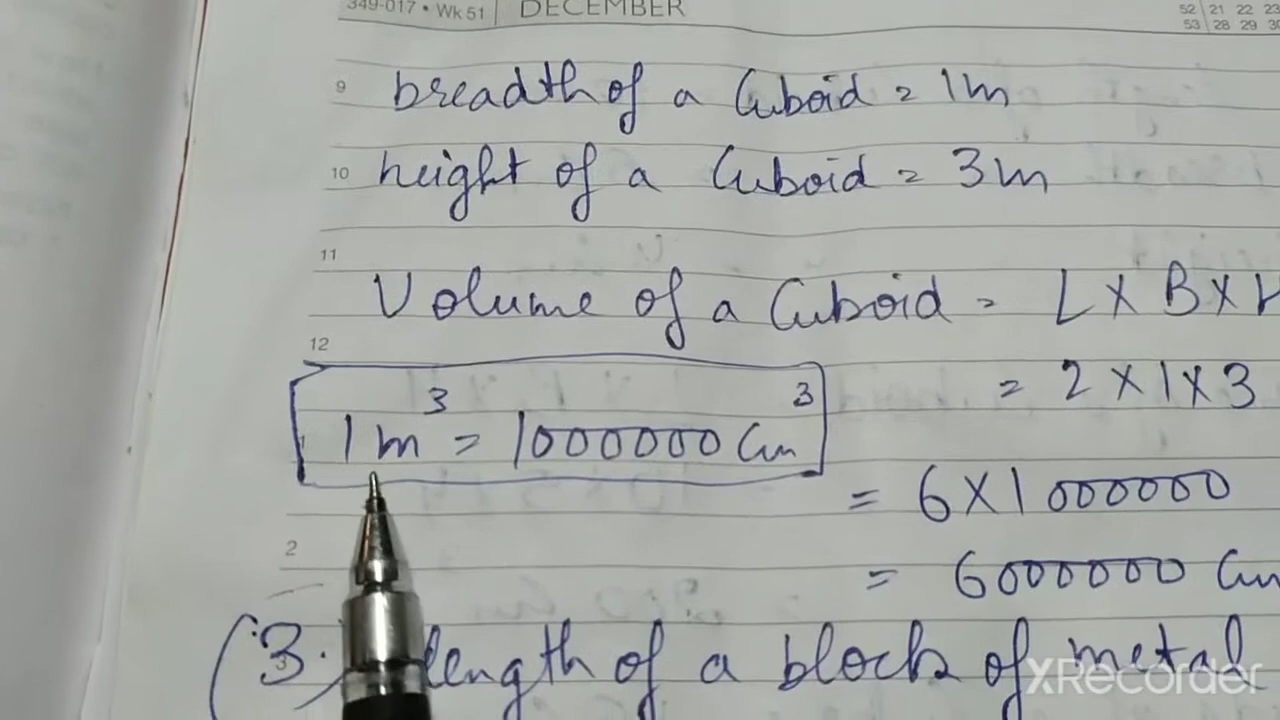 349-017 • Wk 51 DECEMBER
52 21 22 23
53 28 29 30
9 breadth of a Cuboid = 1m
10 height of a Cuboid = 3m
11
Volume of a Cuboid = L X B X H
12
= 2 X 1 X 3
1m³ = 1000000 Cm³
= 6 X 1000000
2
= 6000000 Cm
(3.) length of a block of metal
XRecorder